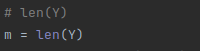 # len(Y)
m = len(Y)